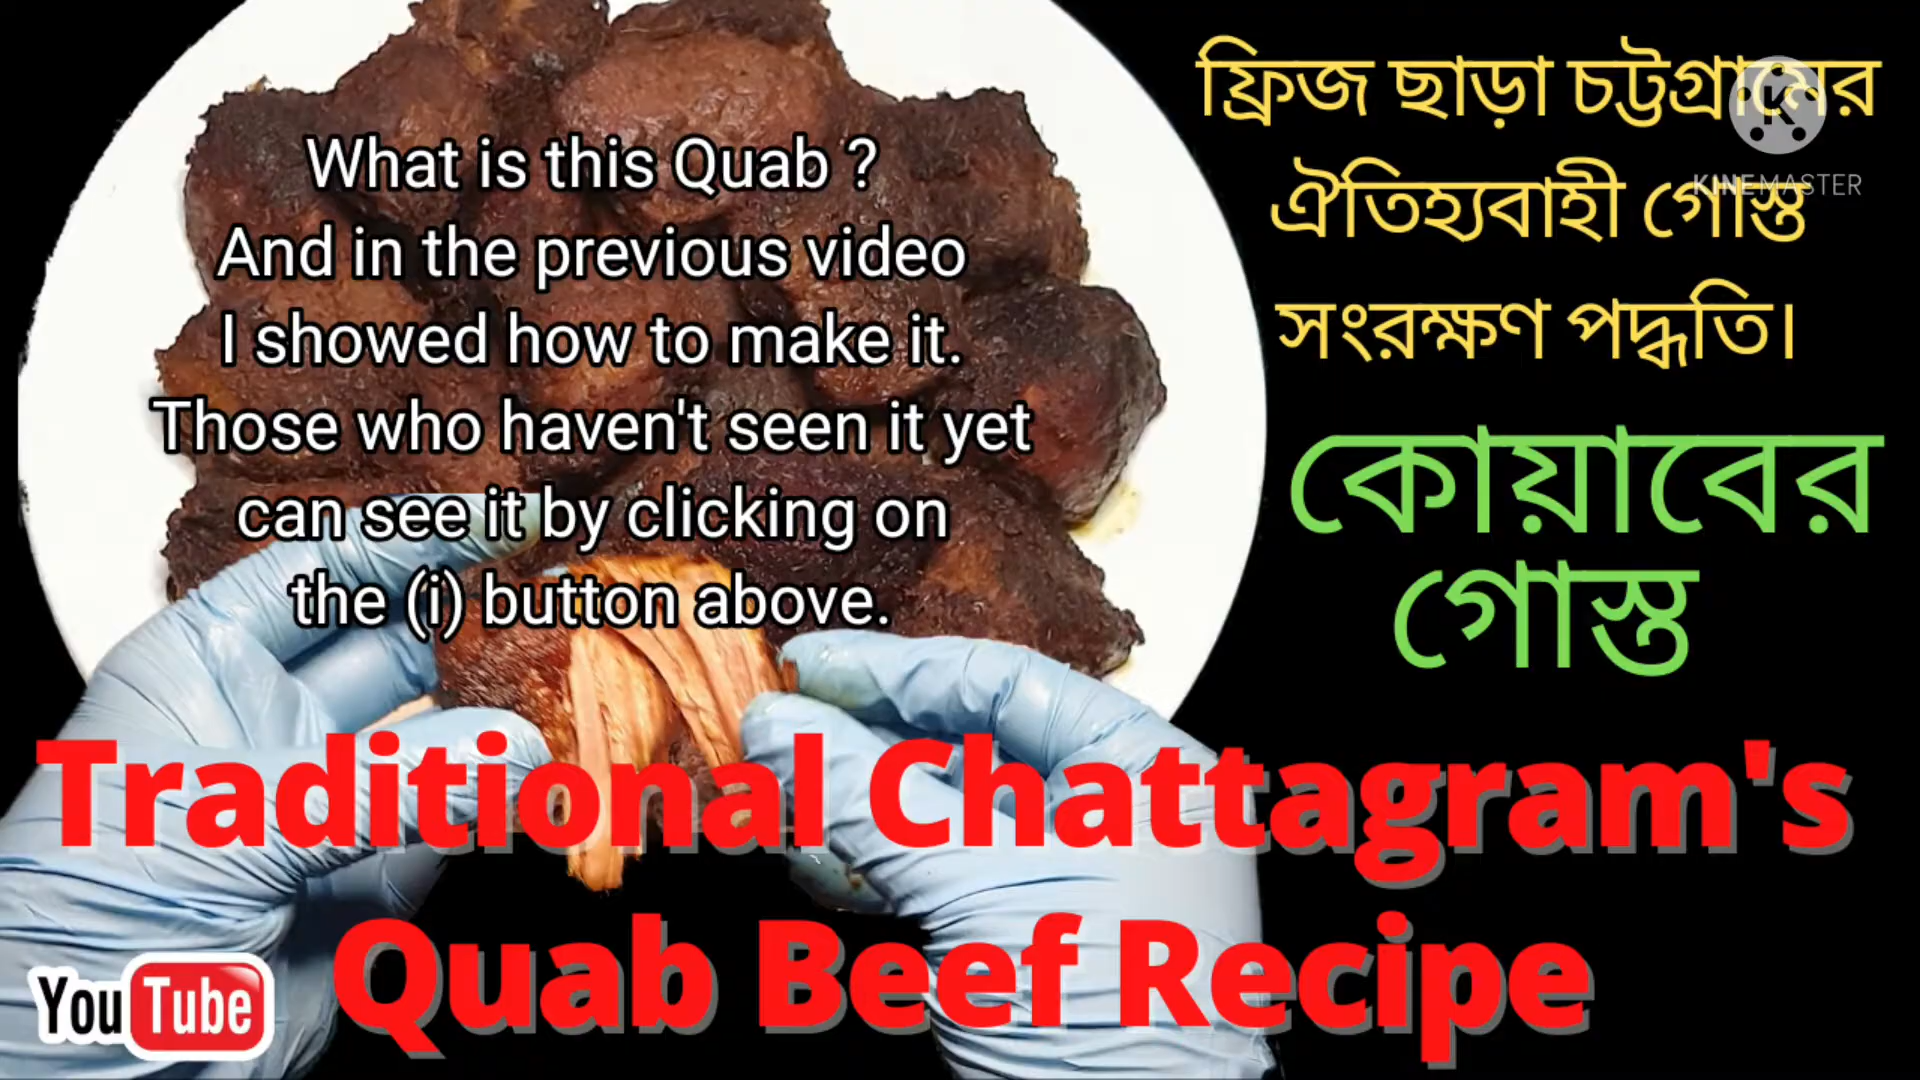 What is this Quab ?
And in the previous video
I showed how to make it.
Those who haven't seen it yet
can see it by clicking on
the (i) button above.
ফ্রিজ ছাড়া চট্টগ্রামের
ঐতিহ্যবাহী গোস্ত
সংরক্ষণ পদ্ধতি।
কোয়াবের
গোস্ত
K
KINEMASTER
Traditional Chattagram's
Quab Beef Recipe
YouTube